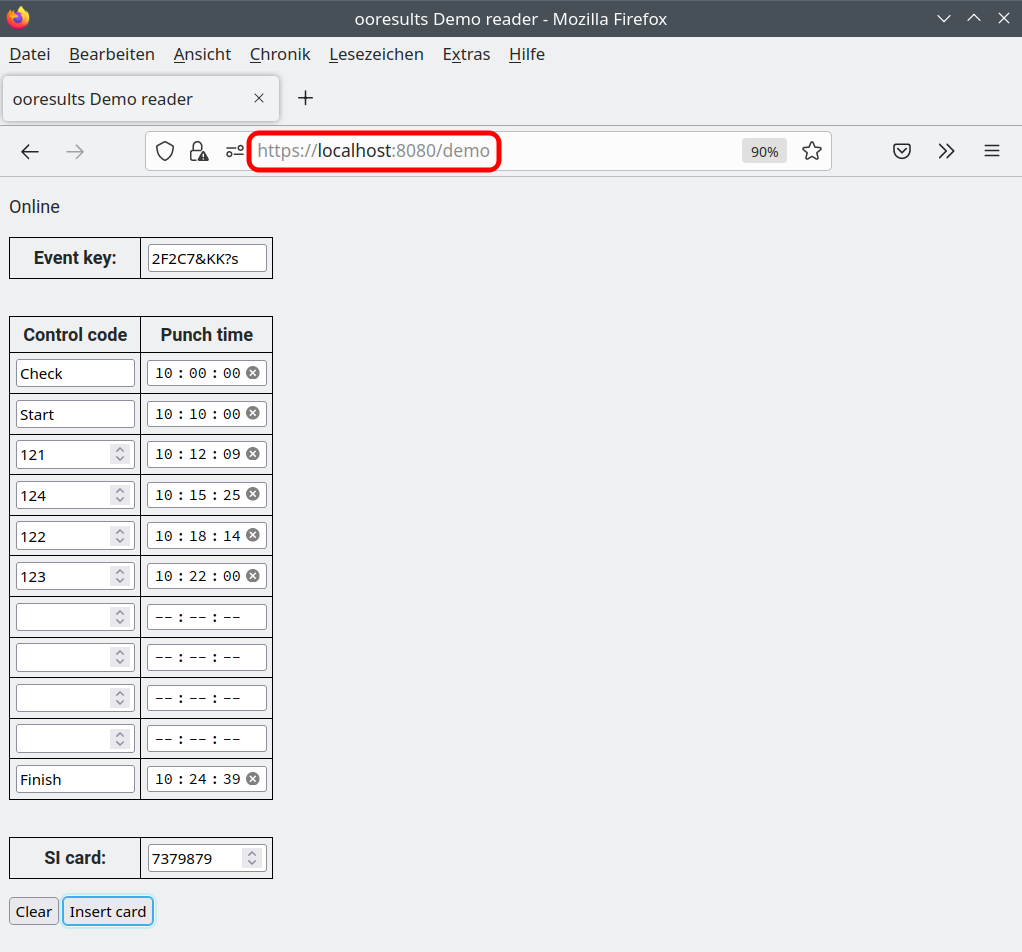 ooresults Demo reader - Mozilla Firefox
Datei Bearbeiten Ansicht Chronik Lesezeichen Extras Hilfe
ooresults Demo reader
https://localhost:8080/demo 90%
Online
Event key: 2F2C7&KK?s
Control code Punch time
Check 10:00:00
Start 10:10:00
121 10:12:09
124 10:15:25
122 10:18:14
123 10:22:00
--:--:--
--:--:--
--:--:--
--:--:--
Finish 10:24:39
SI card: 7379879
Clear Insert card